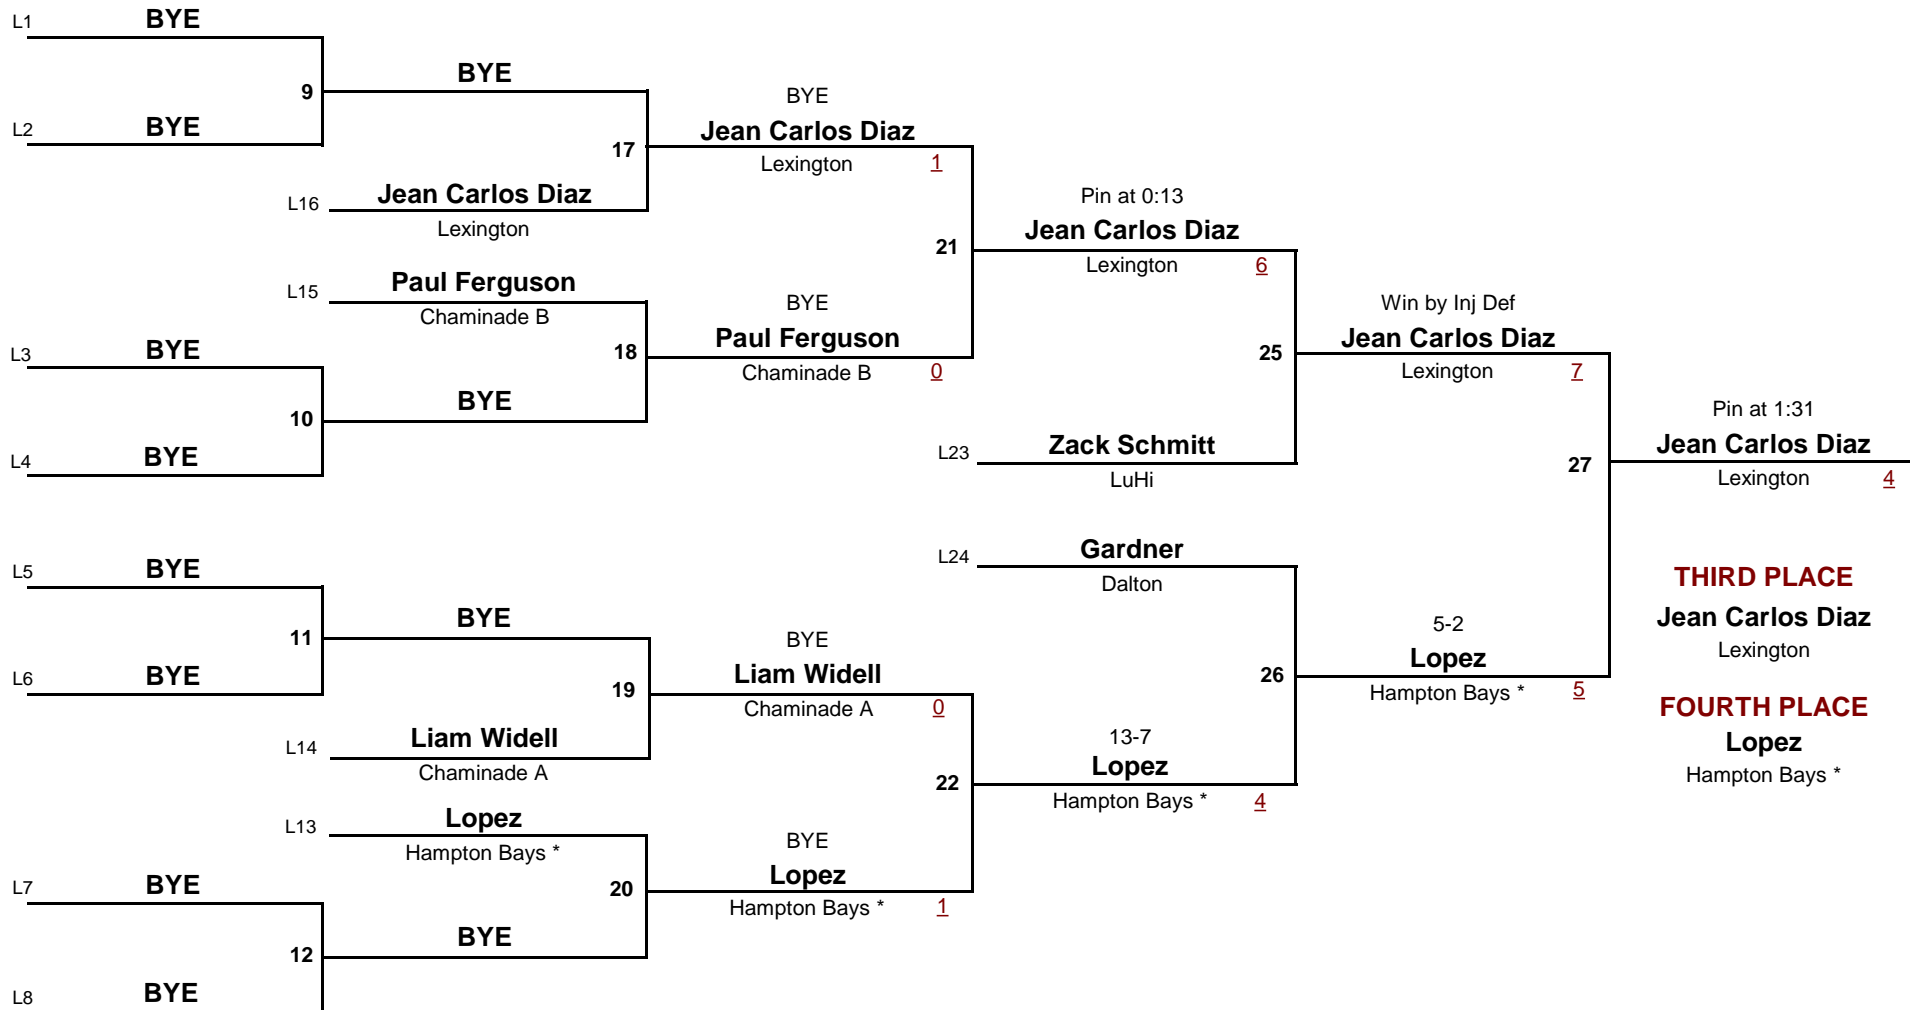 L1 BYE
9
L2 BYE
BYE
17
L16 Jean Carlos Diaz
Lexington
BYE
Jean Carlos Diaz
Lexington 1
L15 Paul Ferguson
Chaminade B
18
L3 BYE
10
L4 BYE
BYE
BYE
Paul Ferguson
Chaminade B 0
21
Pin at 0:13
Jean Carlos Diaz
Lexington 6
25
L23 Zack Schmitt
LuHi
Win by Inj Def
Jean Carlos Diaz
Lexington 7
27
Pin at 1:31
Jean Carlos Diaz
Lexington 4
L5 BYE
11
L6 BYE
BYE
19
L14 Liam Widell
Chaminade A
BYE
Liam Widell
Chaminade A 0
22
L13 Lopez
Hampton Bays *
20
L7 BYE
12
L8 BYE
BYE
BYE
Lopez
Hampton Bays * 1
L24 Gardner
Dalton
26
13-7
Lopez
Hampton Bays * 4
5-2
Lopez
Hampton Bays * 5
THIRD PLACE
Jean Carlos Diaz
Lexington
FOURTH PLACE
Lopez
Hampton Bays *